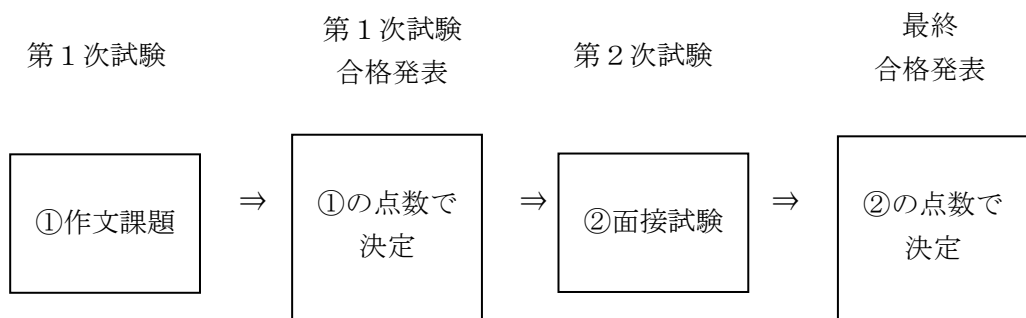 第１次試験
第１次試験
合格発表
第２次試験
最終
合格発表
①作文課題
⇒
①の点数で
決定
⇒
②面接試験
⇒
②の点数で
決定